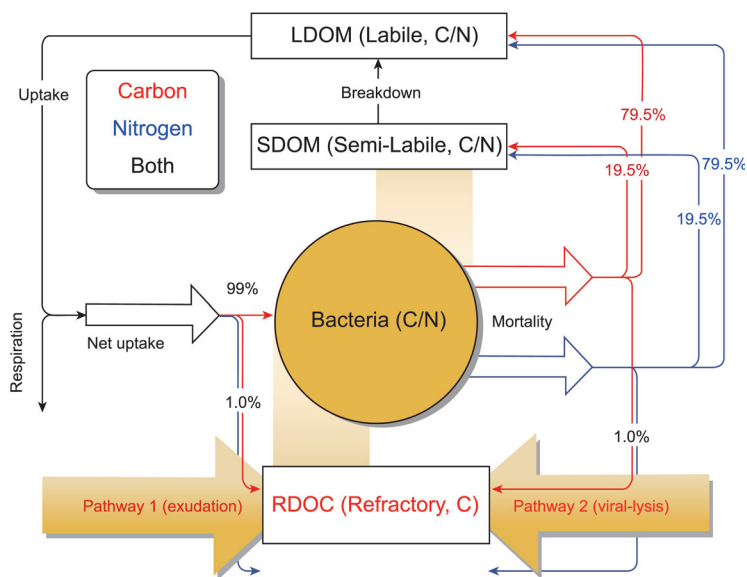 LDOM (Labile, C/N)
Uptake
Carbon
Nitrogen
Both
Breakdown
79.5%
SDOM (Semi-Labile, C/N)
79.5%
19.5%
19.5%
99%
Bacteria (C/N)
Mortality
Net uptake
Respiration
1.0%
1.0%
Pathway 1 (exudation)
RDOC (Refractory, C)
Pathway 2 (viral-lysis)